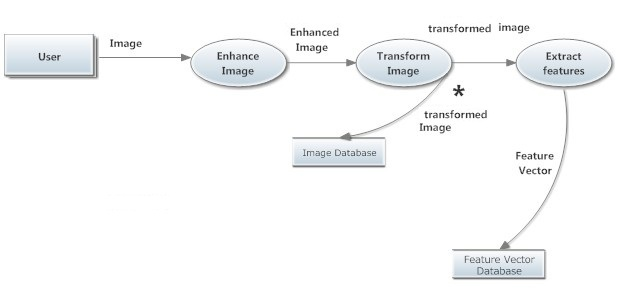 User
Image
Enhance
Image
Enhanced
Image
Transform
Image
transformed image
Extract
features
*
transformed
Image
Image Database
Feature
Vector
Feature Vector
Database